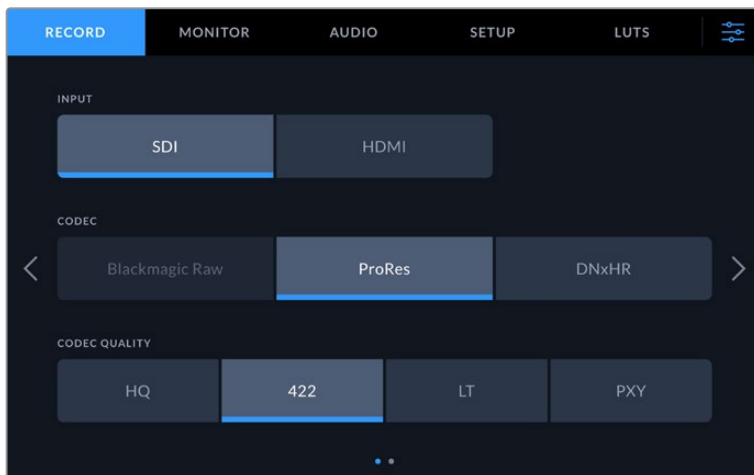 RECORD MONITOR AUDIO SETUP LUTS
INPUT
SDI HDMI
CODEC
Blackmagic Raw ProRes DNxHR
CODEC QUALITY
HQ 422 LT PXY